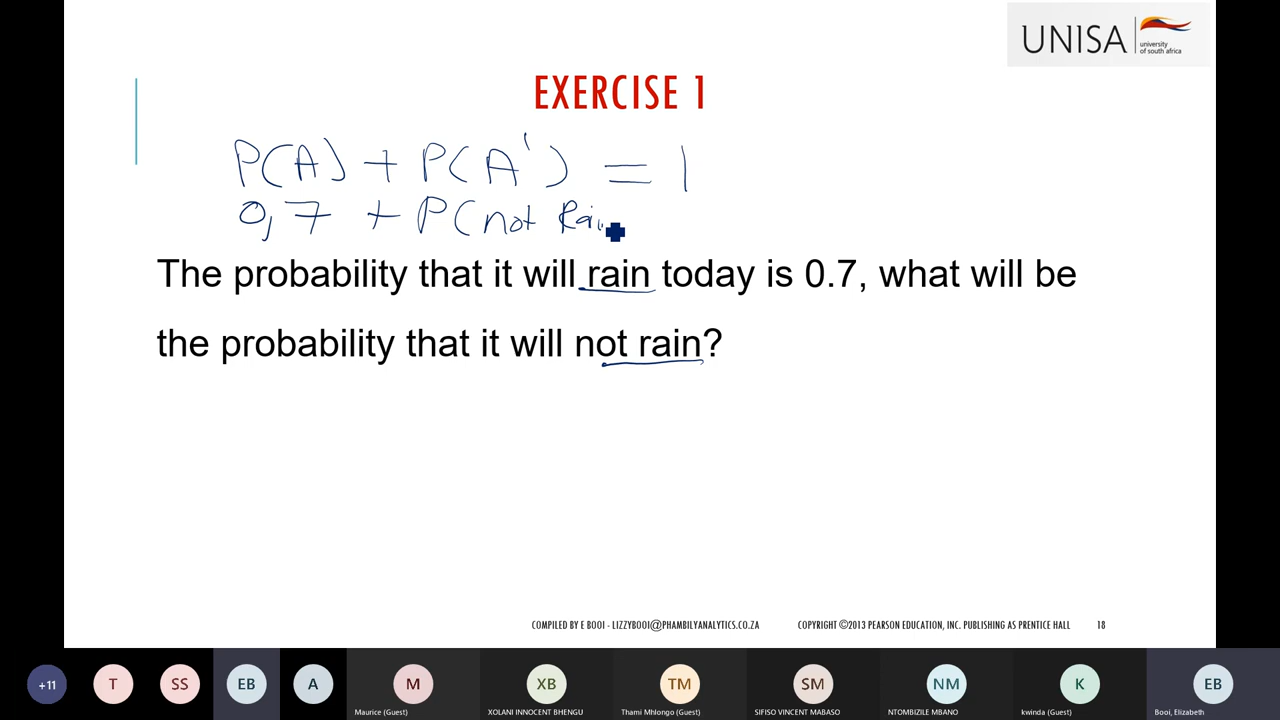 UNISA
university
of south africa
EXERCISE 1
P(A) + P(A') = 1
0,7 + P(not Rai
The probability that it will rain today is 0.7, what will be
the probability that it will not rain?
COMPILED BY E BOOI - LIZZYBOOI@PHAMBILYANALYTICS.CO.ZA COPYRIGHT ©2013 PEARSON EDUCATION, INC. PUBLISHING AS PRENTICE HALL 18
+11 T SS EB A M XB TM SM NM K EB
Maurice (Guest) XOLANI INNOCENT BHENGU Thami Mhlongo (Guest) SIFISO VINCENT MABASO NTOMBIZILE MBANO kwinda (Guest) Booi, Elizabeth